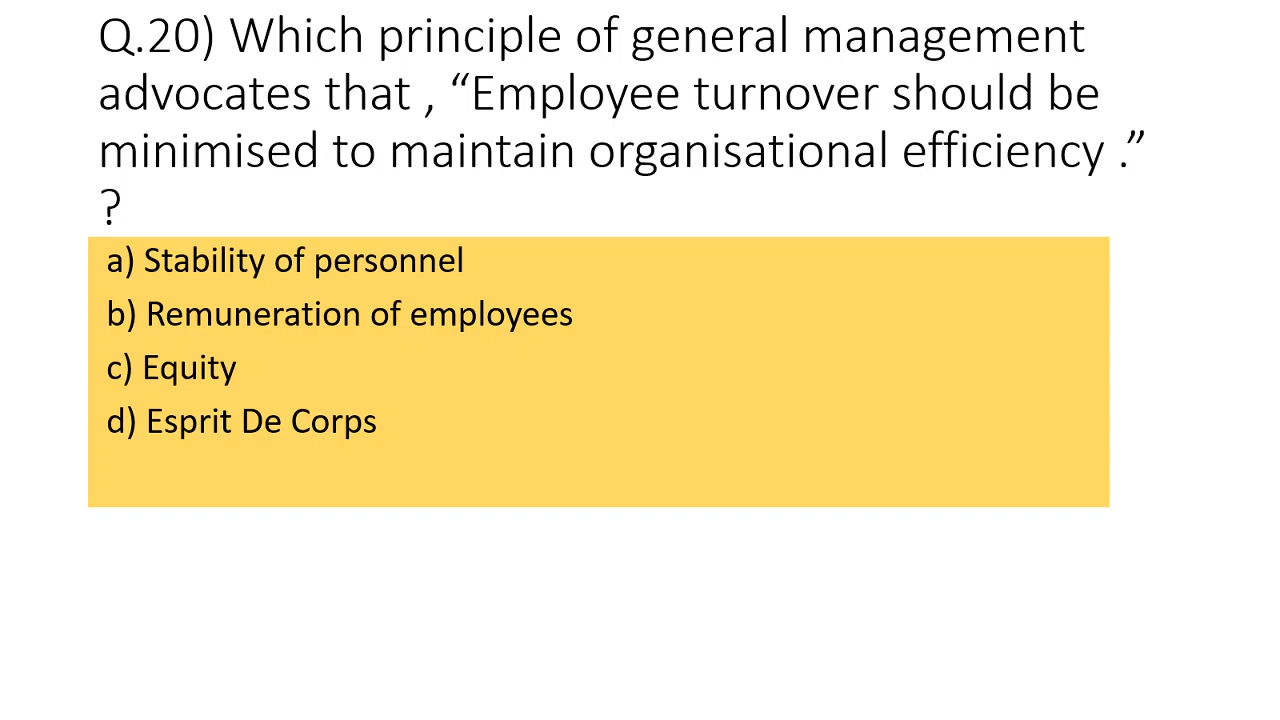 Q.20) Which principle of general management
advocates that , “Employee turnover should be
minimised to maintain organisational efficiency .”
?
a) Stability of personnel
b) Remuneration of employees
c) Equity
d) Esprit De Corps